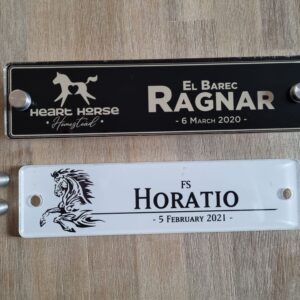 Heart Horse
· Homestead ·
El Barec
Ragnar
- 6 March 2020 -
FS
Horatio
- 5 February 2021 -